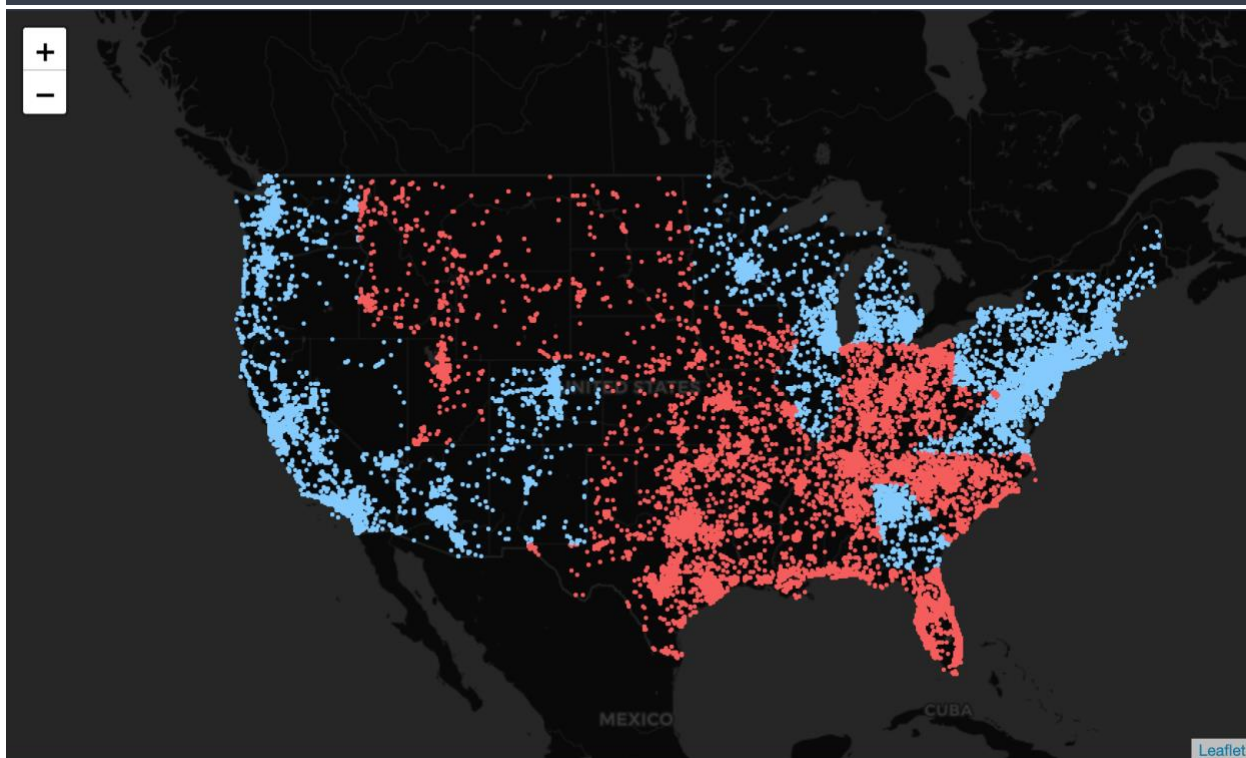 +
−
UNITED STATES
MEXICO
CUBA
Leaflet